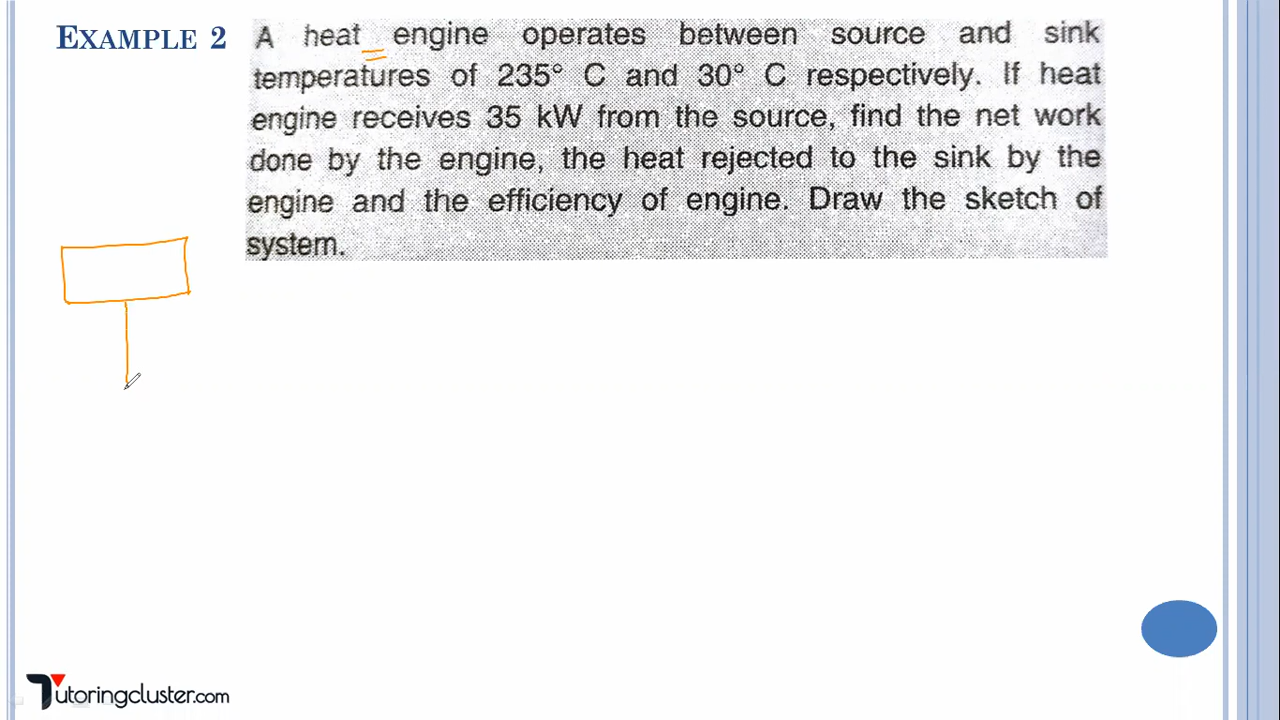 EXAMPLE 2
A heat engine operates between source and sink
temperatures of 235° C and 30° C respectively. If heat
engine receives 35 kW from the source, find the net work
done by the engine, the heat rejected to the sink by the
engine and the efficiency of engine. Draw the sketch of
system.
Tutoringcluster.com